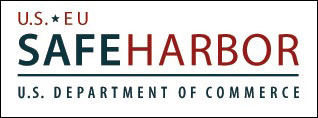 U.S.★EU
SAFEHARBOR
U.S. DEPARTMENT OF COMMERCE